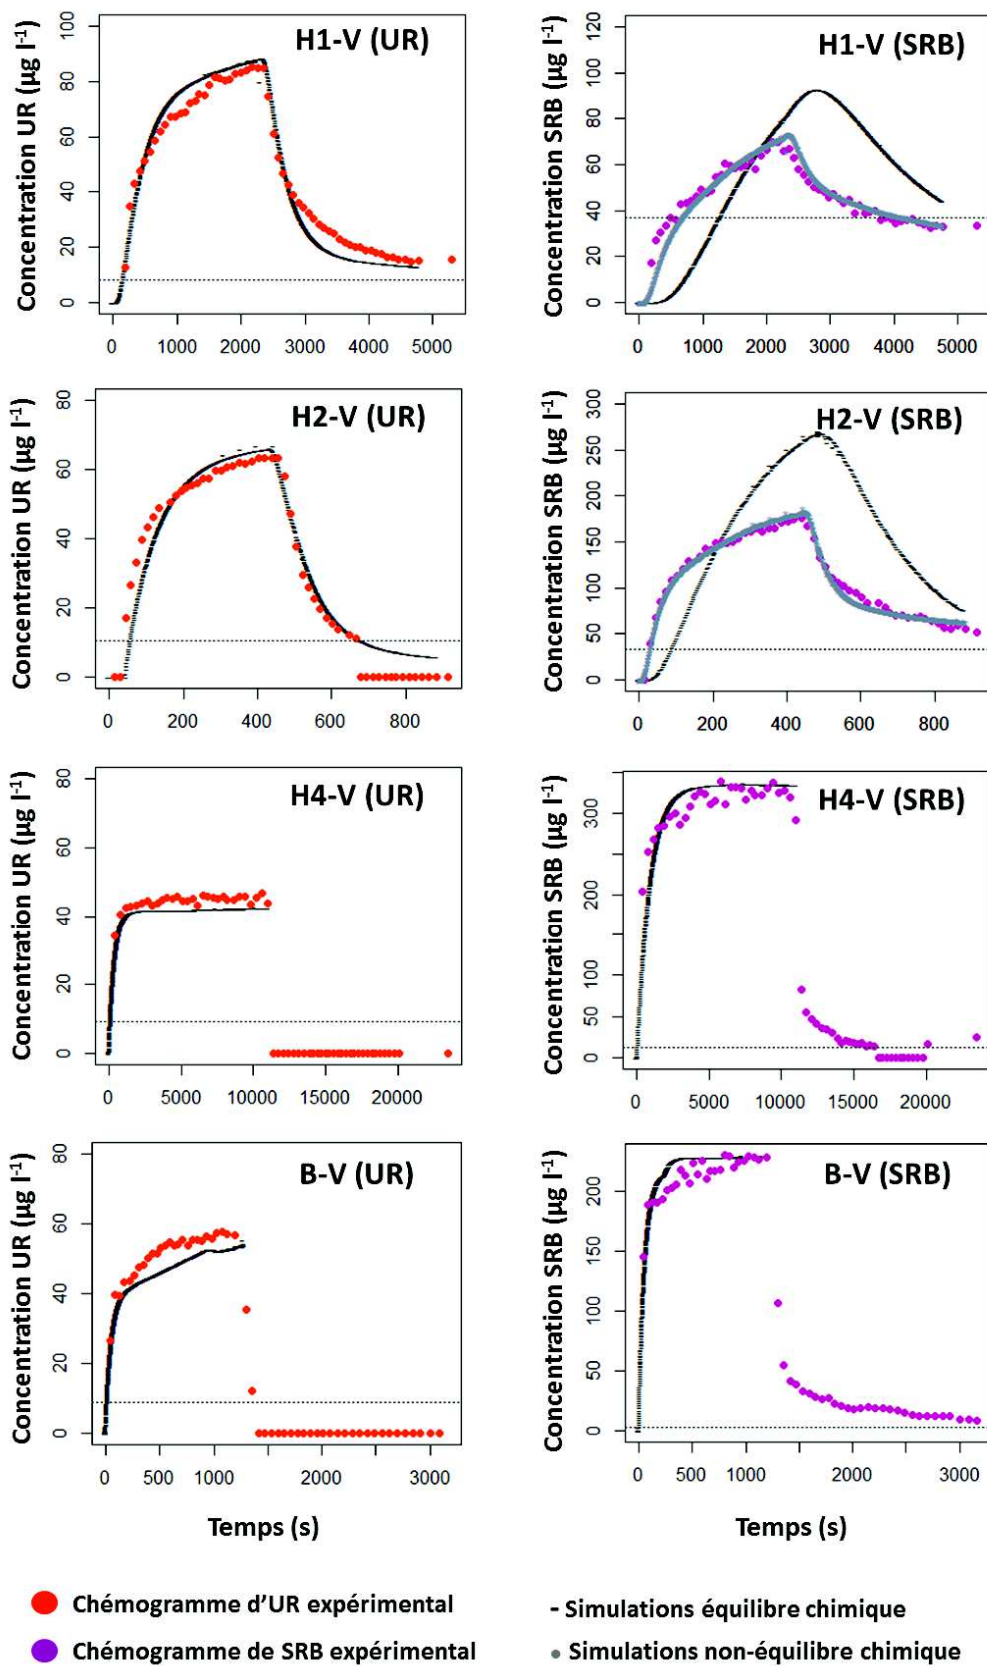 H1-V (UR)
Concentration UR (µg l-1)
0 20 40 60 80 100
0 1000 2000 3000 4000 5000
H1-V (SRB)
Concentration SRB (µg l-1)
0 20 40 60 80 100 120
0 1000 2000 3000 4000 5000
H2-V (UR)
Concentration UR (µg l-1)
0 20 40 60 80
0 200 400 600 800
H2-V (SRB)
Concentration SRB (µg l-1)
0 50 100 150 200 250 300
0 200 400 600 800
H4-V (UR)
Concentration UR (µg l-1)
0 20 40 60 80
0 5000 10000 15000 20000
H4-V (SRB)
Concentration SRB (µg l-1)
0 50 100 200 300
0 5000 10000 15000 20000
B-V (UR)
Concentration UR (µg l-1)
0 20 40 60 80
0 500 1000 2000 3000
B-V (SRB)
Concentration SRB (µg l-1)
0 50 100 150 200
0 500 1000 2000 3000
Temps (s)
Temps (s)
Chémogramme d'UR expérimental
- Simulations équilibre chimique
Chémogramme de SRB expérimental
Simulations non-équilibre chimique